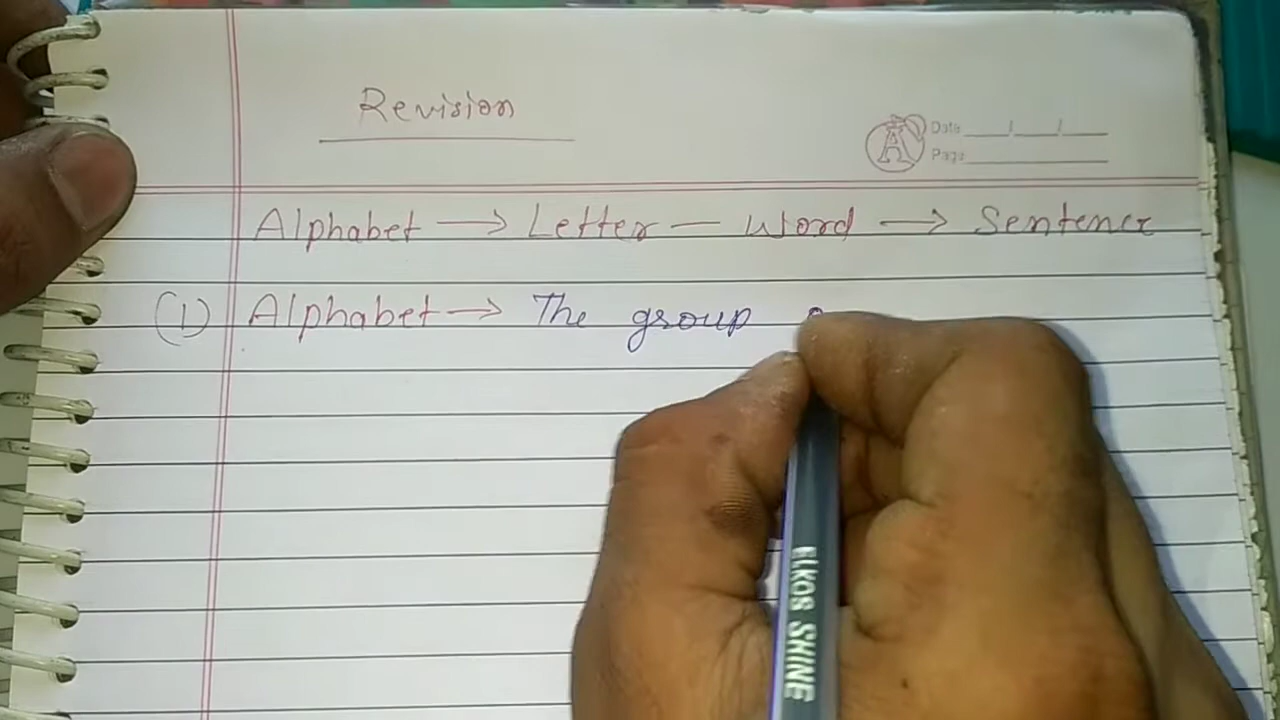 Revision
A
Date / /
Page
Alphabet → Letter — Word → Sentence
(1) Alphabet → The group
ELKOS SHINE